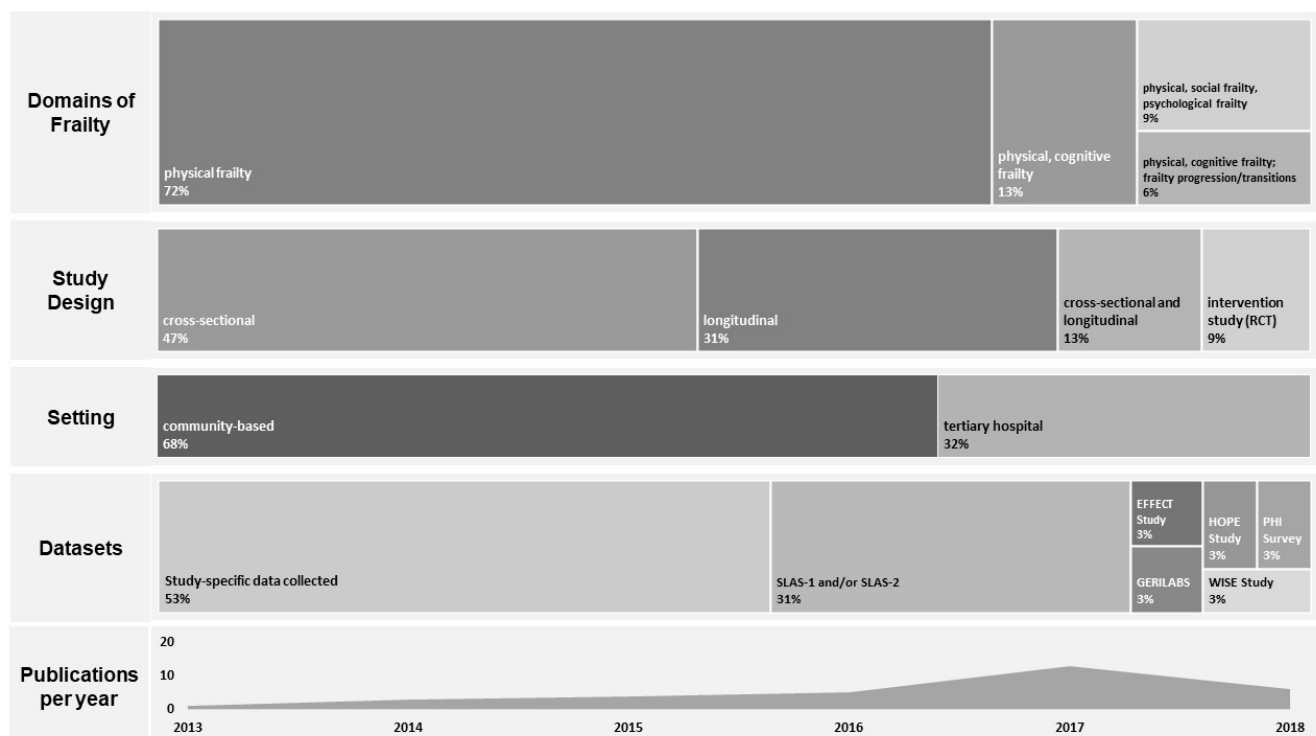 Domains of
Frailty
physical frailty
72%
physical, cognitive
frailty
13%
physical, social frailty,
psychological frailty
9%
physical, cognitive frailty;
frailty progression/transitions
6%
Study
Design
cross-sectional
47%
longitudinal
31%
cross-sectional and
longitudinal
13%
intervention
study (RCT)
9%
Setting
community-based
68%
tertiary hospital
32%
Datasets
Study-specific data collected
53%
SLAS-1 and/or SLAS-2
31%
EFFECT
Study
3%
GERILABS
3%
HOPE
Study
3%
PHI
Survey
3%
WISE Study
3%
Publications
per year
20
10
0
2013 2014 2015 2016 2017 2018